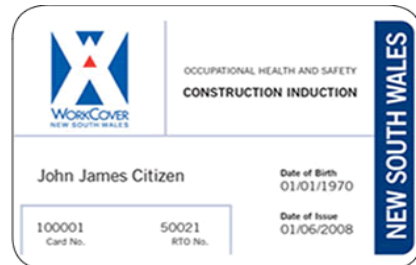 WORKCOVER
NEW SOUTH WALES
OCCUPATIONAL HEALTH AND SAFETY
CONSTRUCTION INDUCTION
NEW SOUTH WALES
John James Citizen
Date of Birth
01/01/1970
100001
Card No.
50021
RTO No.
Date of Issue
01/06/2008